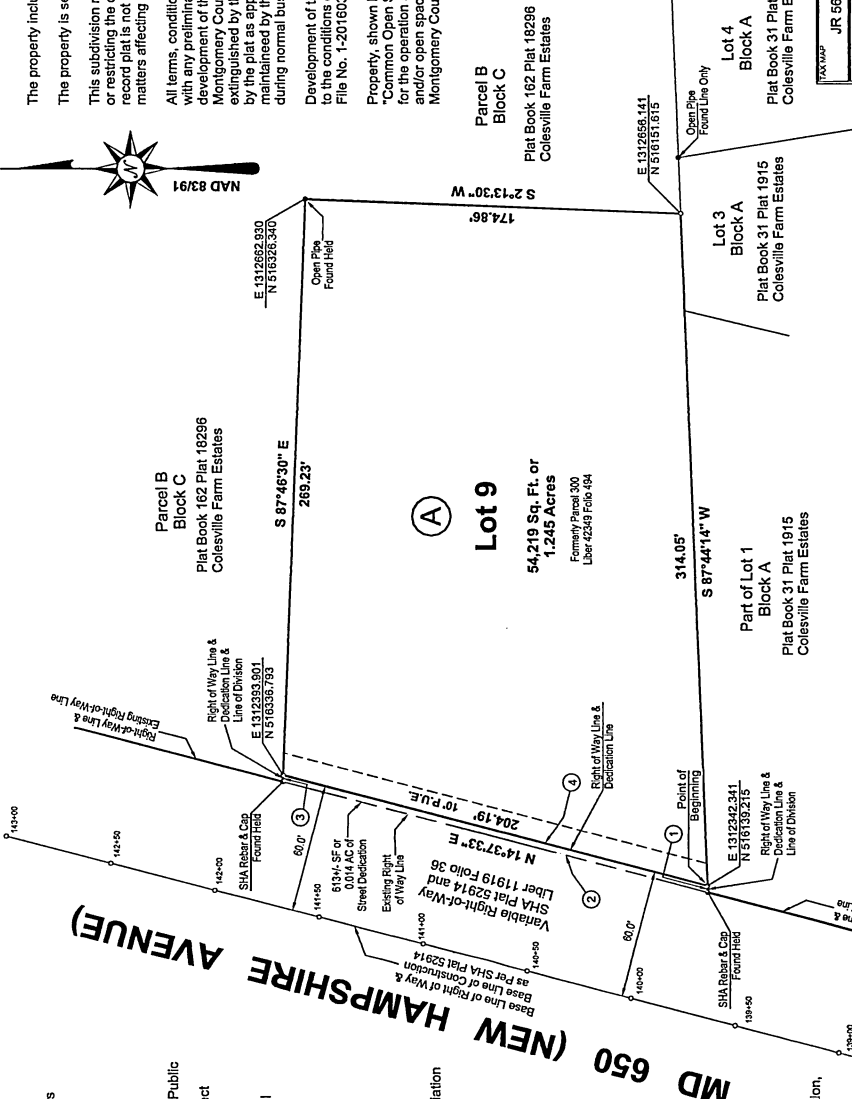 The property inclu
The property is se
This subdivision r
or restricting the d
record plat is not
matters affecting
All terms, conditio
with any prelimina
development of th
Montgomery Cou
extinguished by th
by the plat as app
maintaineed by th
during normal bus
Development of t
to the conditions
File No. 1-201603
Property, shown
"Common Open S
for the operation
and/or open spac
Montgomery Cou
NAD 83/91
N
Parcel B
Block C
Plat Book 162 Plat 18296
Colesville Farm Estates
Lot 4
Block A
Plat Book 31 Plat
Colesville Farm E
TAX MAP
JR 56
E 1312656.141
N 516151.615
Open Pipe
Found Line Only
S 2°13'30" W
174.86'
E 1312662.930
N 516326.340
Open Pipe
Found Held
Lot 3
Block A
Plat Book 31 Plat 1915
Colesville Farm Estates
Parcel B
Block C
Plat Book 162 Plat 18296
Colesville Farm Estates
S 87°46'30" E
269.23'
A
Lot 9
54,219 Sq. Ft. or
1.245 Acres
Formerly Parcel 300
Liber 42349 Folio 494
314.05'
S 87°44'14" W
Part of Lot 1
Block A
Plat Book 31 Plat 1915
Colesville Farm Estates
Right-of-Way Line &
Existing Right-of-Way Line
Right of Way Line &
Dedication Line &
Line of Division
E 1312393.901
N 516336.793
SHA Rebar & Cap
Found Held
3
60.0'
613+/- SF or
0.014 AC of
Street Dedication
Existing Right
of Way Line
10' P.U.E.
204.19'
N 14°37'33" E
4
Right of Way Line &
Dedication Line
2
1
Point of
Beginning
E 1312342.341
N 516139.215
Right of Way Line &
Dedication Line &
Line of Division
SHA Rebar & Cap
Found Held
60.0'
Variable Right-of-Way
SHA Plat 52914 and
Liber 11919 Folio 36
Base Line of Right of Way &
Base Line of Construction
as Per SHA Plat 52914
143+00
142+50
142+00
141+50
141+00
140+50
140+00
139+50
139+00
MD 650 (NEW HAMPSHIRE AVENUE)
s
Public
ect
l
lation
ion,